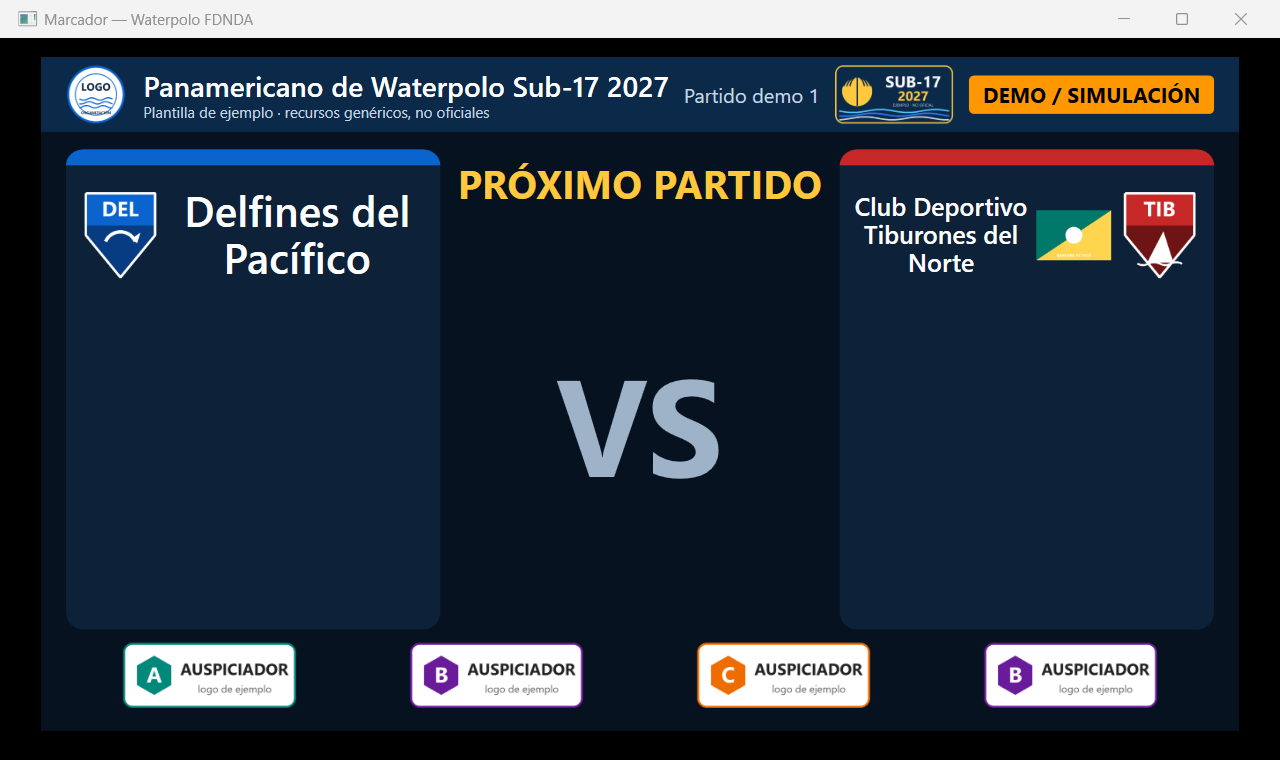 Marcador — Waterpolo FDNDA
LOGO
Panamericano de Waterpolo Sub-17 2027
Plantilla de ejemplo · recursos genéricos, no oficiales
Partido demo 1
SUB-17
2027
DEMO / SIMULACIÓN
DEL
Delfines del
Pacífico
PRÓXIMO PARTIDO
Club Deportivo
Tiburones del
Norte
TIB
VS
A
AUSPICIADOR
logo de ejemplo
B
AUSPICIADOR
logo de ejemplo
C
AUSPICIADOR
logo de ejemplo
B
AUSPICIADOR
logo de ejemplo